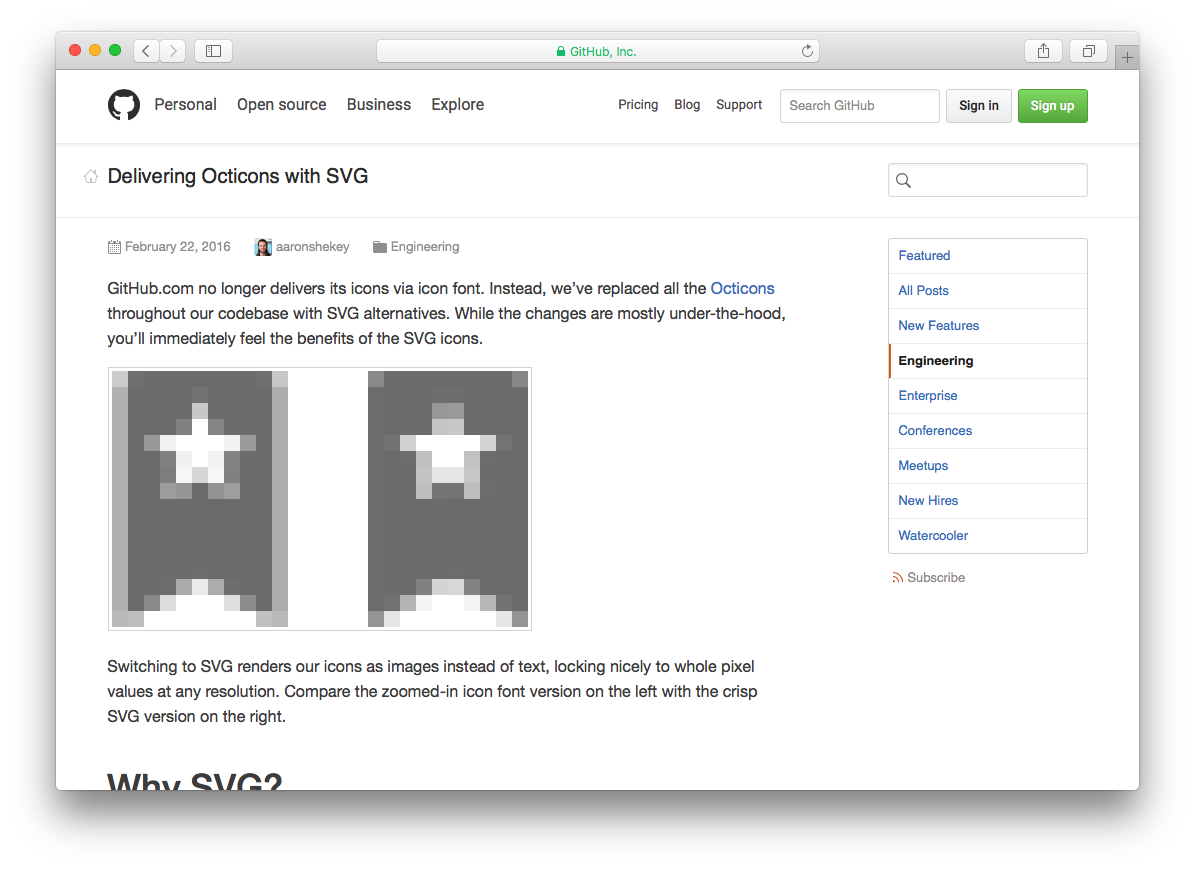 GitHub, Inc.
Personal Open source Business Explore Pricing Blog Support Search GitHub Sign in Sign up
Delivering Octicons with SVG
February 22, 2016 aaronshekey Engineering
GitHub.com no longer delivers its icons via icon font. Instead, we’ve replaced all the Octicons
throughout our codebase with SVG alternatives. While the changes are mostly under-the-hood,
you’ll immediately feel the benefits of the SVG icons.
Switching to SVG renders our icons as images instead of text, locking nicely to whole pixel
values at any resolution. Compare the zoomed-in icon font version on the left with the crisp
SVG version on the right.
Why SVG?
Featured
All Posts
New Features
Engineering
Enterprise
Conferences
Meetups
New Hires
Watercooler
Subscribe